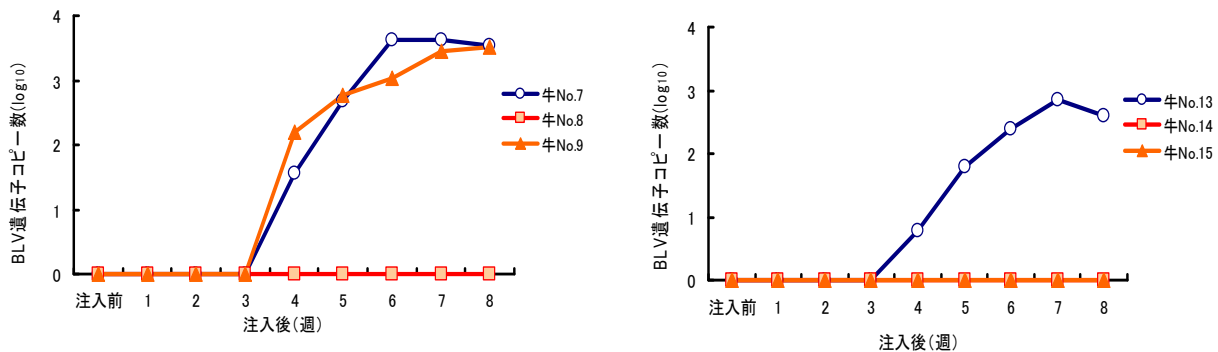 BLV遺伝子コピー数(log10)
4
3
2
1
0
注入前 1 2 3 4 5 6 7 8
注入後(週)
牛No.7
牛No.8
牛No.9
BLV遺伝子コピー数(log10)
4
3
2
1
0
注入前 1 2 3 4 5 6 7 8
注入後(週)
牛No.13
牛No.14
牛No.15